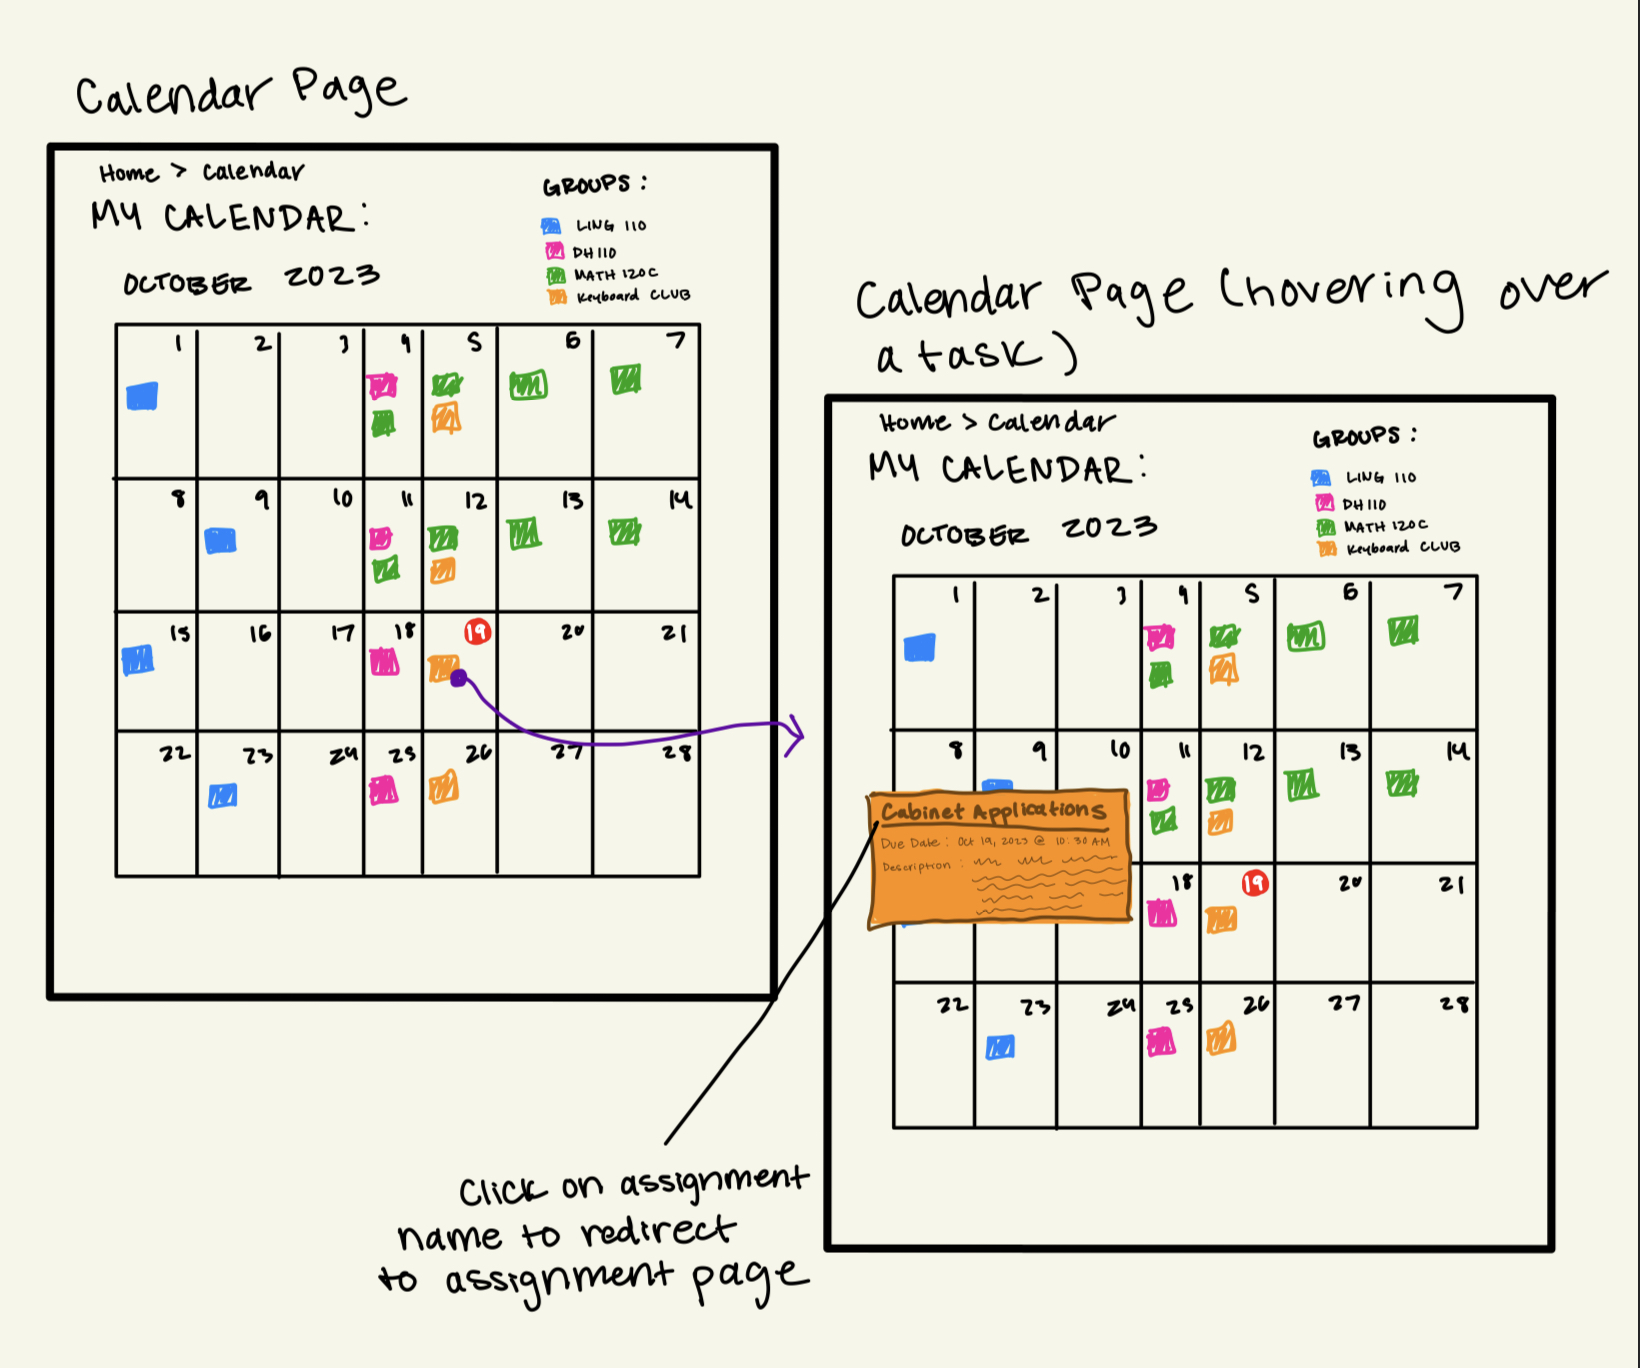 Calendar Page
Home > Calendar
MY CALENDAR:
OCTOBER 2023
GROUPS:
LING 110
DH 110
MATH 120C
Keyboard CLUB
1 2 3 4 5 6 7
8 9 10 11 12 13 14
15 16 17 18 19 20 21
22 23 24 25 26 27 28
Calendar Page (hovering over
a task)
Home > Calendar
MY CALENDAR:
OCTOBER 2023
GROUPS:
LING 110
DH 110
MATH 120C
Keyboard CLUB
1 2 3 4 5 6 7
8 9 10 11 12 13 14
Cabinet Applications
Due Date: Oct 19, 2023 @ 10:30 AM
Description:
18 19 20 21
22 23 24 25 26 27 28
Click on assignment
name to redirect
to assignment page